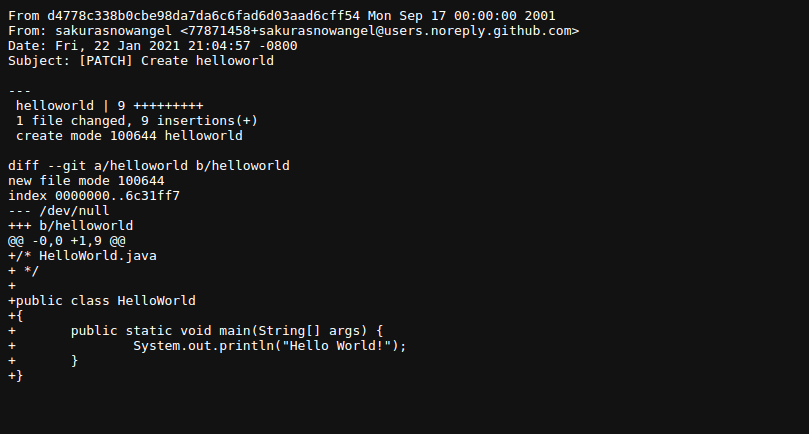 From d4778c338b0cbe98da7da6c6fad6d03aad6cff54 Mon Sep 17 00:00:00 2001
From: sakurasnowangel <77871458+sakurasnowangel@users.noreply.github.com>
Date: Fri, 22 Jan 2021 21:04:57 -0800
Subject: [PATCH] Create helloworld

---
 helloworld | 9 +++++++++
 1 file changed, 9 insertions(+)
 create mode 100644 helloworld

diff --git a/helloworld b/helloworld
new file mode 100644
index 0000000..6c31ff7
--- /dev/null
+++ b/helloworld
@@ -0,0 +1,9 @@
+/* HelloWorld.java
+ */
+
+public class HelloWorld
+{
+	public static void main(String[] args) {
+		System.out.println("Hello World!");
+	}
+}